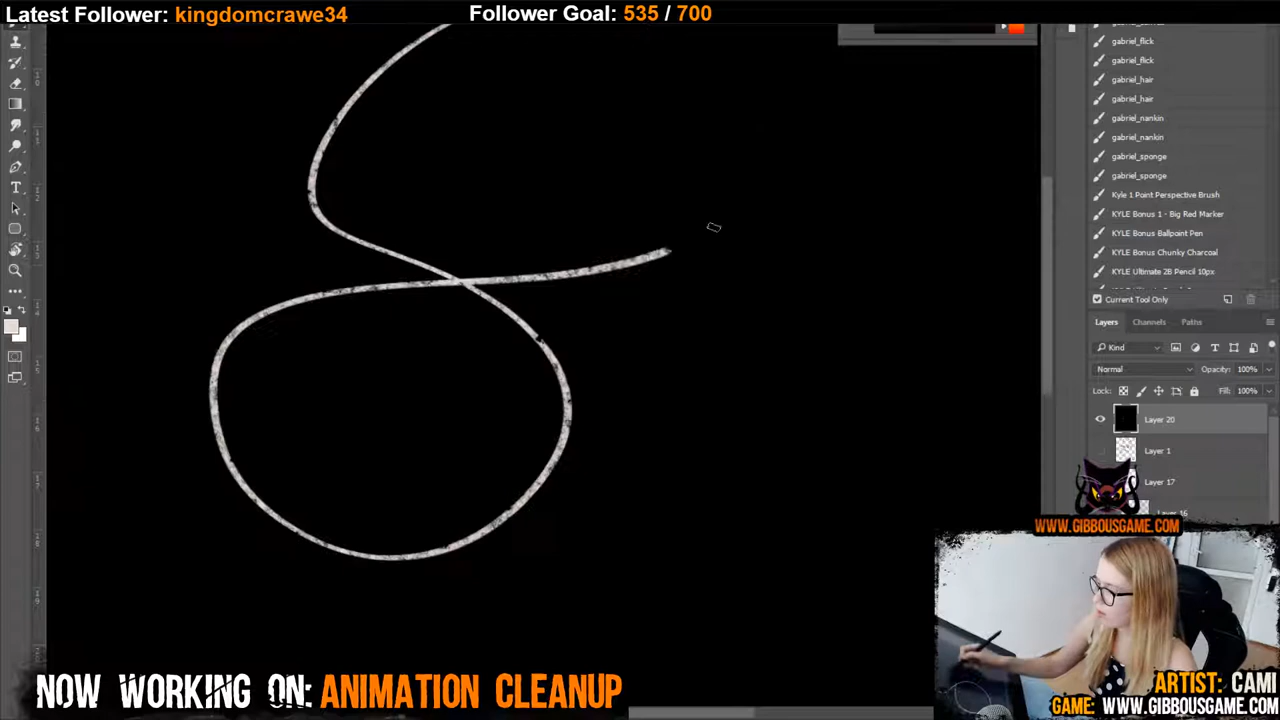 Latest Follower: kingdomcrawe34
Follower Goal: 535 / 700
gabriel_flick
gabriel_flick
gabriel_hair
gabriel_hair
gabriel_nankin
gabriel_nankin
gabriel_sponge
gabriel_sponge
Kyle 1 Point Perspective Brush
KYLE Bonus 1 - Big Red Marker
KYLE Bonus Ballpoint Pen
KYLE Bonus Chunky Charcoal
KYLE Ultimate 2B Pencil 10px
Current Tool Only
Layers Channels Paths
Kind
Normal Opacity: 100%
Lock: Fill: 100%
Layer 20
Layer 1
Layer 17
Layer 16
WWW.GIBBOUSGAME.COM
NOW WORKING ON: ANIMATION CLEANUP
ARTIST: CAMI
GAME: WWW.GIBBOUSGAME.COM